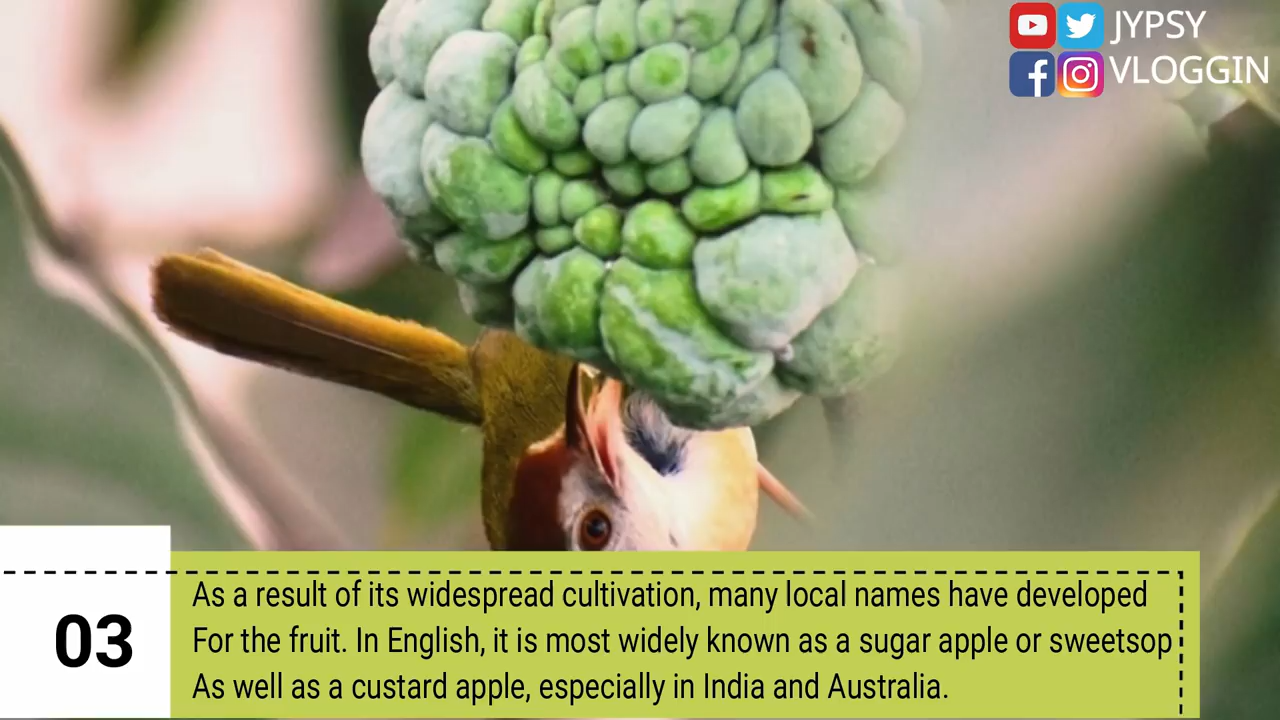 JYPSY
VLOGGIN
03
As a result of its widespread cultivation, many local names have developed
For the fruit. In English, it is most widely known as a sugar apple or sweetsop
As well as a custard apple, especially in India and Australia.